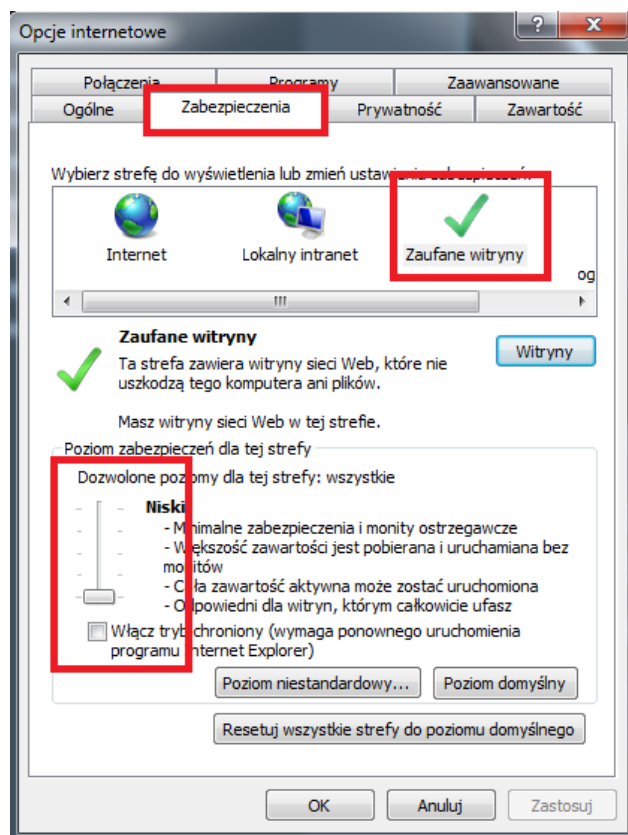 Opcje internetowe
Połączenia Programy Zaawansowane
Ogólne Zabezpieczenia Prywatność Zawartość
Wybierz strefę do wyświetlenia lub zmień ustawienia zabezpieczeń.
Internet Lokalny intranet Zaufane witryny
og
Zaufane witryny
Witryny
Ta strefa zawiera witryny sieci Web, które nie
uszkodzą tego komputera ani plików.
Masz witryny sieci Web w tej strefie.
Poziom zabezpieczeń dla tej strefy
Dozwolone poziomy dla tej strefy: wszystkie
Niski
- Minimalne zabezpieczenia i monity ostrzegawcze
- Większość zawartości jest pobierana i uruchamiana bez
monitów
- Cała zawartość aktywna może zostać uruchomiona
- Odpowiedni dla witryn, którym całkowicie ufasz
Włącz tryb chroniony (wymaga ponownego uruchomienia
programu Internet Explorer)
Poziom niestandardowy... Poziom domyślny
Resetuj wszystkie strefy do poziomu domyślnego
OK Anuluj Zastosuj